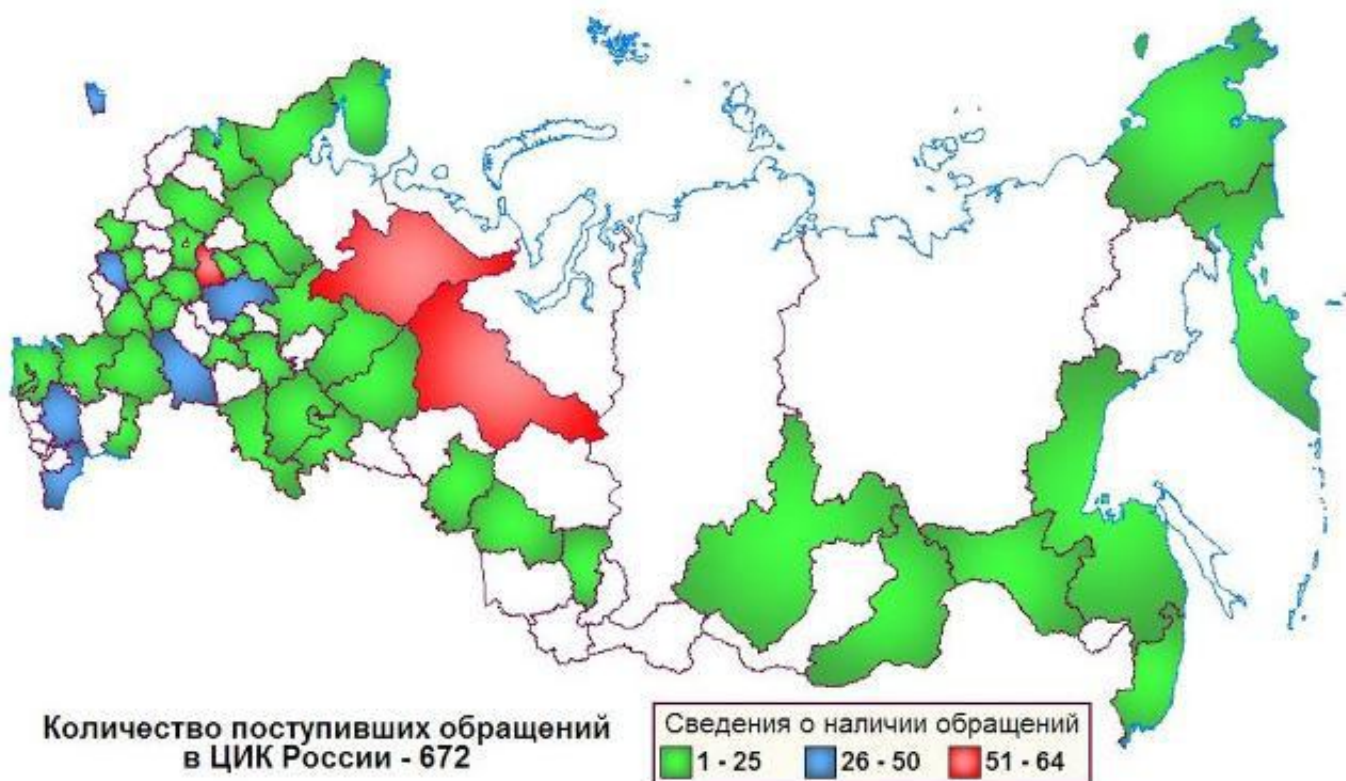 Количество поступивших обращений
в ЦИК России - 672
Сведения о наличии обращений
1 - 25
26 - 50
51 - 64